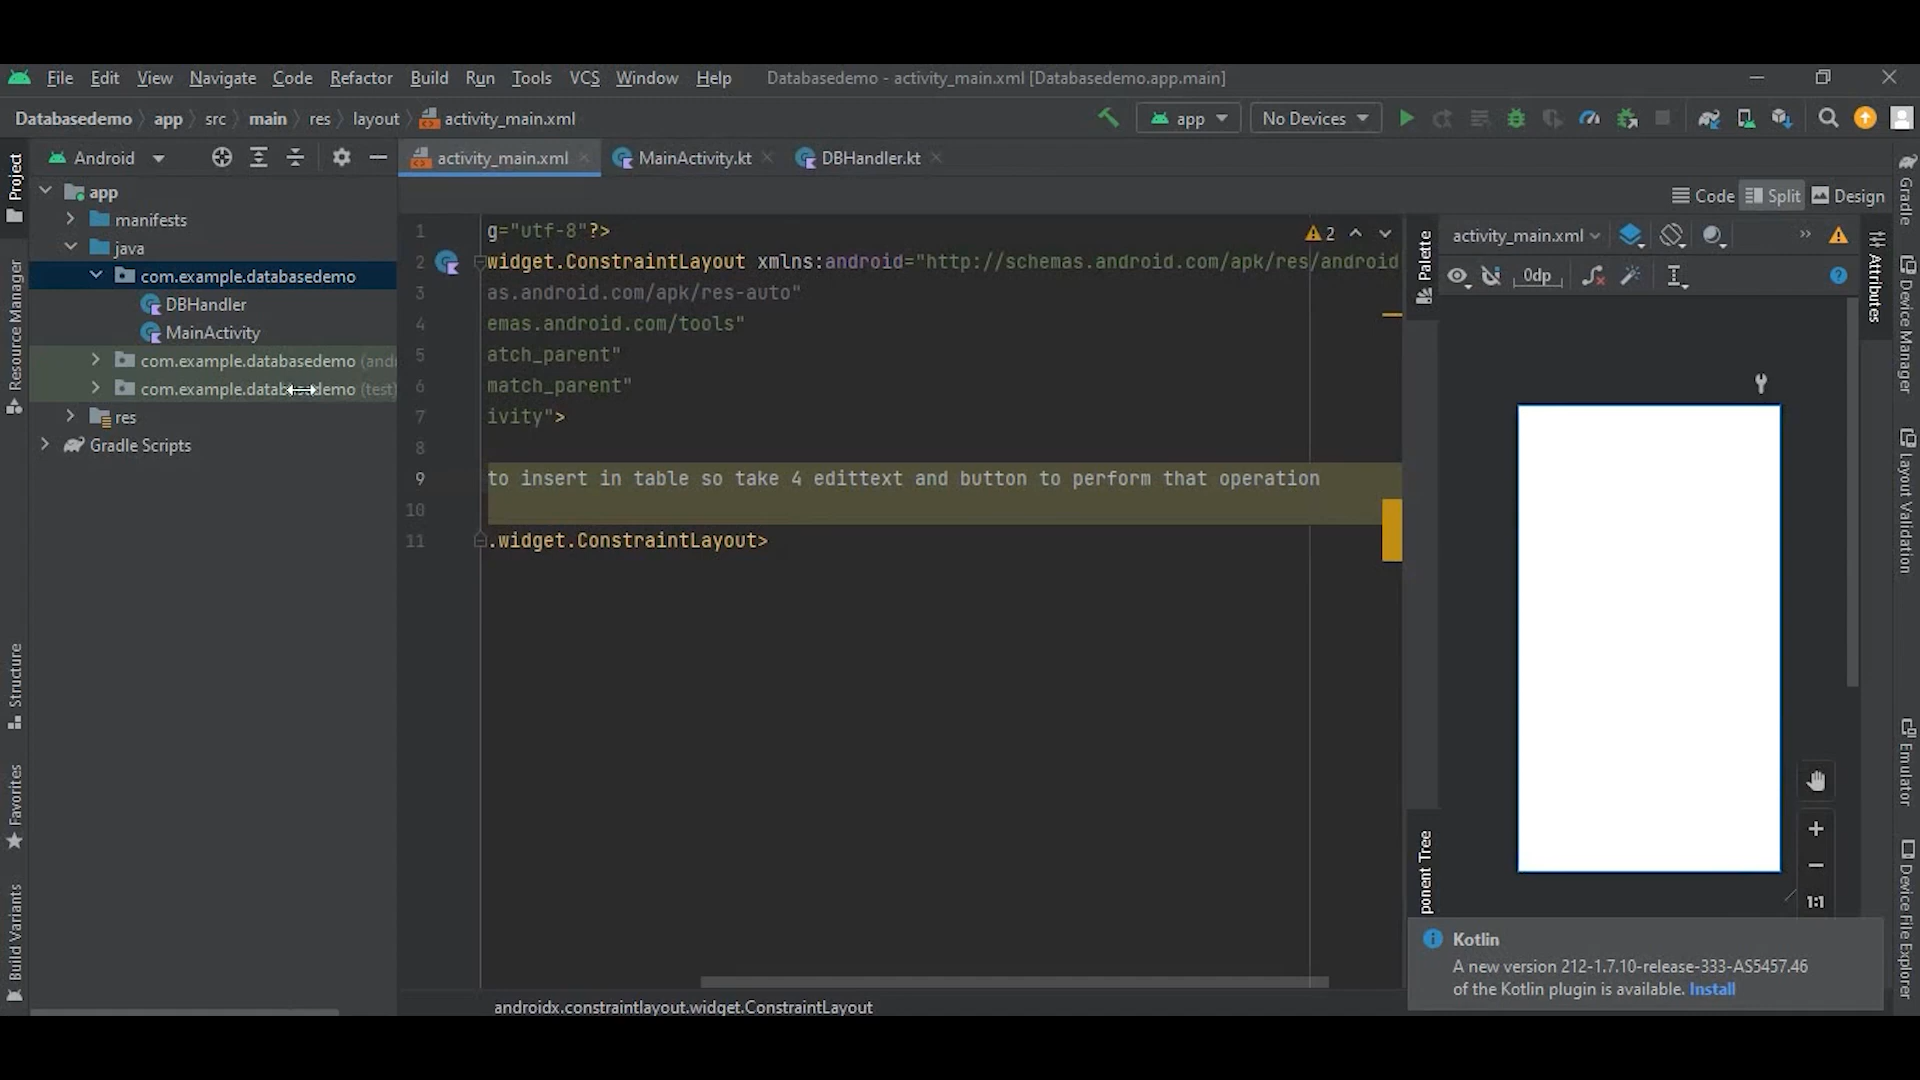 File Edit View Navigate Code Refactor Build Run Tools VCS Window Help Databasedemo - activity_main.xml [Databasedemo.app.main]
Databasedemo app src main res layout activity_main.xml app No Devices
Project
Android
activity_main.xml MainActivity.kt DBHandler.kt
app
manifests
java
com.example.databasedemo
DBHandler
MainActivity
com.example.databasedemo (and
com.example.databasedemo (test)
res
Gradle Scripts
Resource Manager
Structure
Favorites
Build Variants
Code Split Design
1 g="utf-8"?>
2 widget.ConstraintLayout xmlns:android="http://schemas.android.com/apk/res/android
3 as.android.com/apk/res-auto"
4 emas.android.com/tools"
5 atch_parent"
6 match_parent"
7 ivity">
8
9 to insert in table so take 4 edittext and button to perform that operation
10
11 .widget.ConstraintLayout>
2
androidx.constraintlayout.widget.ConstraintLayout
Palette
activity_main.xml
0dp
ponent Tree
1:1
Kotlin
A new version 212-1.7.10-release-333-AS5457.46
of the Kotlin plugin is available. Install
Attributes
Gradle
Device Manager
Layout Validation
Emulator
Device File Explorer